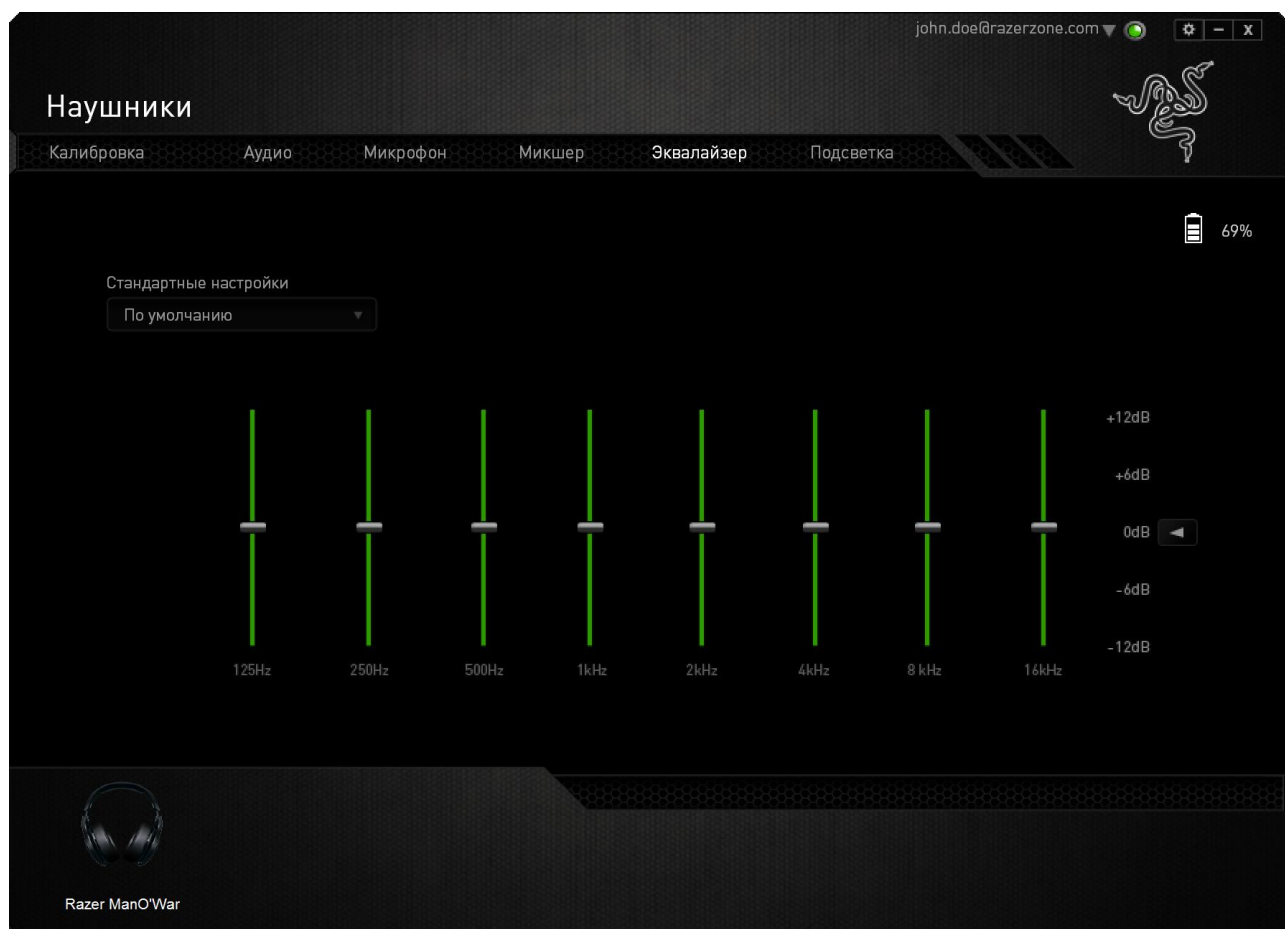 john.doe@razerzone.com
X
Наушники
Калибровка Аудио Микрофон Микшер Эквалайзер Подсветка
69%
Стандартные настройки
По умолчанию
+12dB
+6dB
0dB
-6dB
-12dB
125Hz 250Hz 500Hz 1kHz 2kHz 4kHz 8 kHz 16kHz
Razer ManO'War